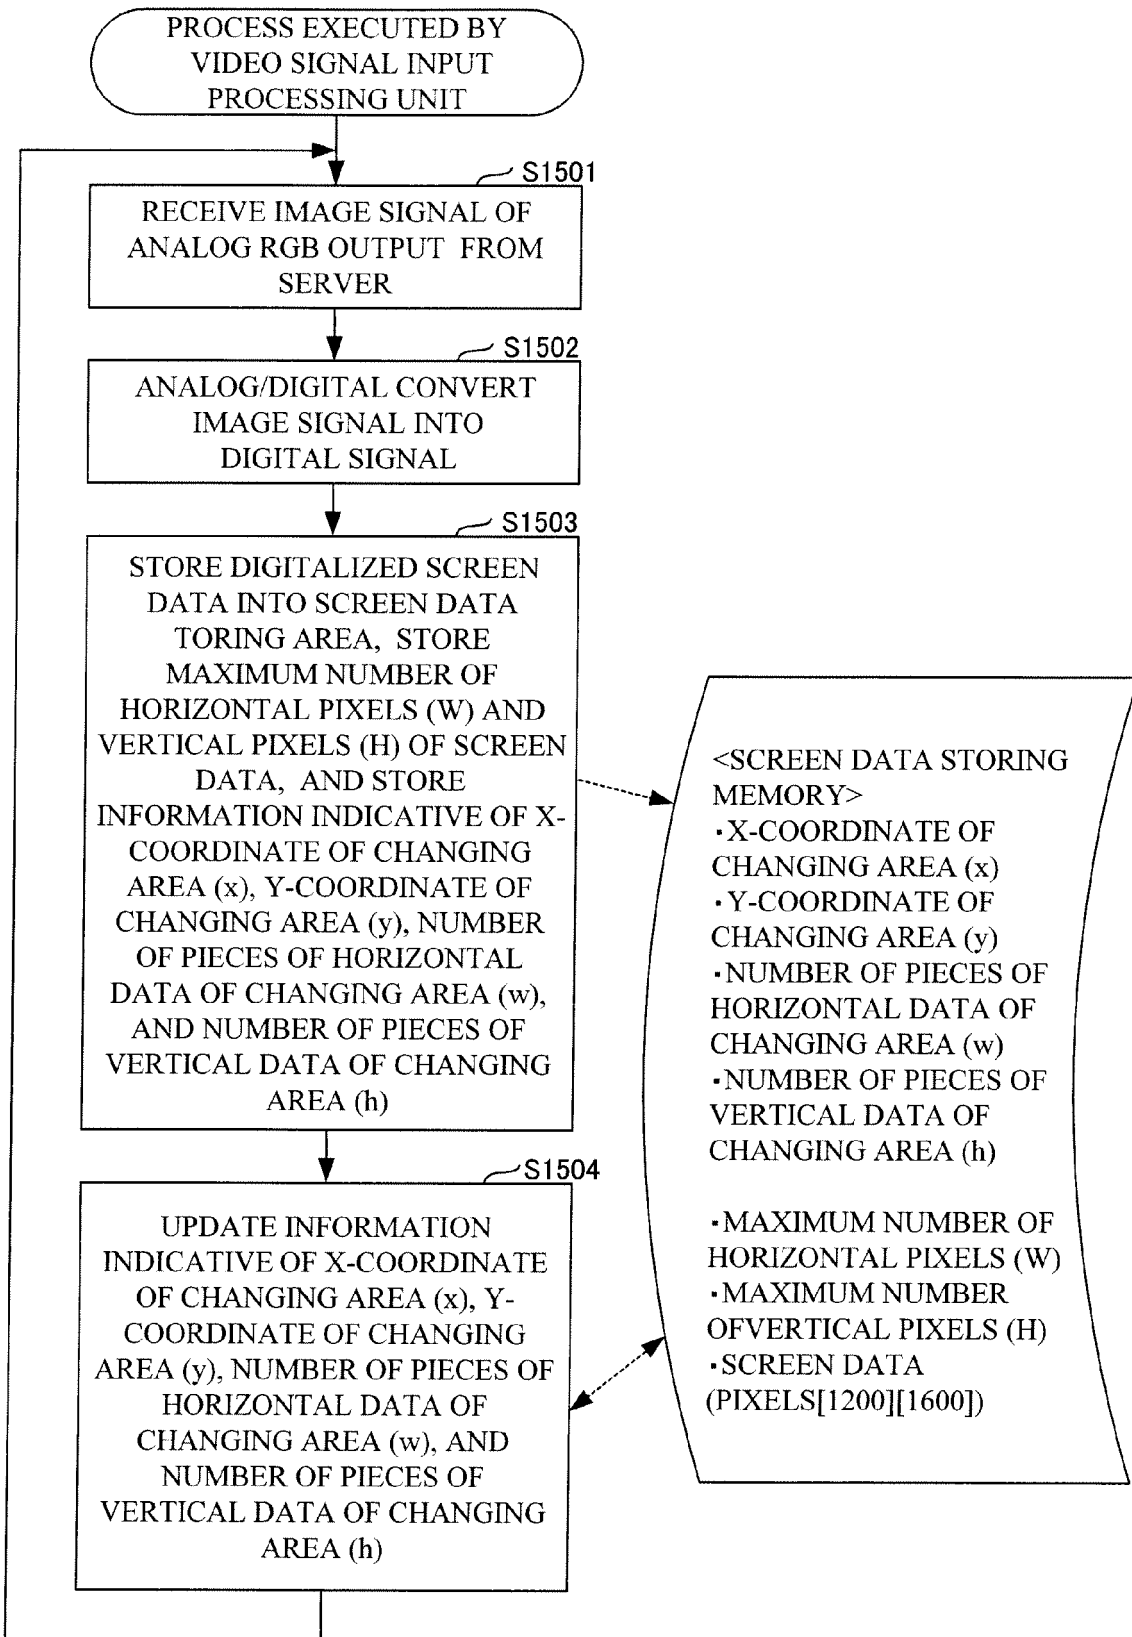 PROCESS EXECUTED BY
VIDEO SIGNAL INPUT
PROCESSING UNIT
S1501
RECEIVE IMAGE SIGNAL OF
ANALOG RGB OUTPUT FROM
SERVER
S1502
ANALOG/DIGITAL CONVERT
IMAGE SIGNAL INTO
DIGITAL SIGNAL
S1503
STORE DIGITALIZED SCREEN
DATA INTO SCREEN DATA
TORING AREA, STORE
MAXIMUM NUMBER OF
HORIZONTAL PIXELS (W) AND
VERTICAL PIXELS (H) OF SCREEN
DATA, AND STORE
INFORMATION INDICATIVE OF X-
COORDINATE OF CHANGING
AREA (x), Y-COORDINATE OF
CHANGING AREA (y), NUMBER
OF PIECES OF HORIZONTAL
DATA OF CHANGING AREA (w),
AND NUMBER OF PIECES OF
VERTICAL DATA OF CHANGING
AREA (h)
S1504
UPDATE INFORMATION
INDICATIVE OF X-COORDINATE
OF CHANGING AREA (x), Y-
COORDINATE OF CHANGING
AREA (y), NUMBER OF PIECES OF
HORIZONTAL DATA OF
CHANGING AREA (w), AND
NUMBER OF PIECES OF
VERTICAL DATA OF CHANGING
AREA (h)
<SCREEN DATA STORING
MEMORY>
・X-COORDINATE OF
CHANGING AREA (x)
・Y-COORDINATE OF
CHANGING AREA (y)
・NUMBER OF PIECES OF
HORIZONTAL DATA OF
CHANGING AREA (w)
・NUMBER OF PIECES OF
VERTICAL DATA OF
CHANGING AREA (h)
・MAXIMUM NUMBER OF
HORIZONTAL PIXELS (W)
・MAXIMUM NUMBER
OFVERTICAL PIXELS (H)
・SCREEN DATA
(PIXELS[1200][1600])